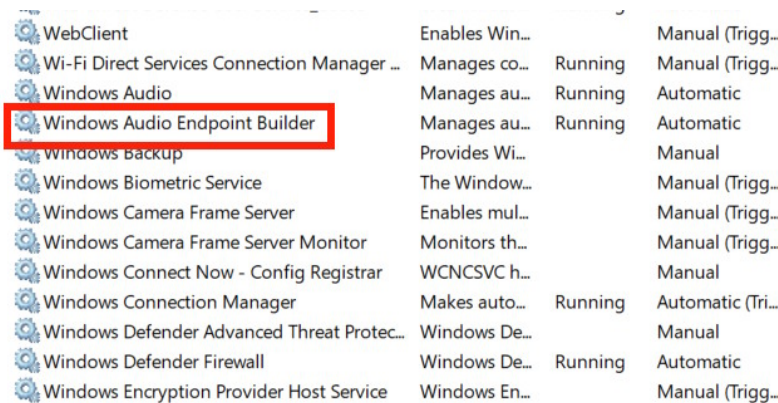 WebClient Enables Win... Manual (Trigg...
Wi-Fi Direct Services Connection Manager ... Manages co... Running Manual (Trigg...
Windows Audio Manages au... Running Automatic
Windows Audio Endpoint Builder Manages au... Running Automatic
Windows Backup Provides Wi... Manual
Windows Biometric Service The Window... Manual (Trigg...
Windows Camera Frame Server Enables mul... Manual (Trigg...
Windows Camera Frame Server Monitor Monitors th... Manual (Trigg...
Windows Connect Now - Config Registrar WCNCSVC h... Manual
Windows Connection Manager Makes auto... Running Automatic (Tri...
Windows Defender Advanced Threat Protec... Windows De... Manual
Windows Defender Firewall Windows De... Running Automatic
Windows Encryption Provider Host Service Windows En... Manual (Trigg...